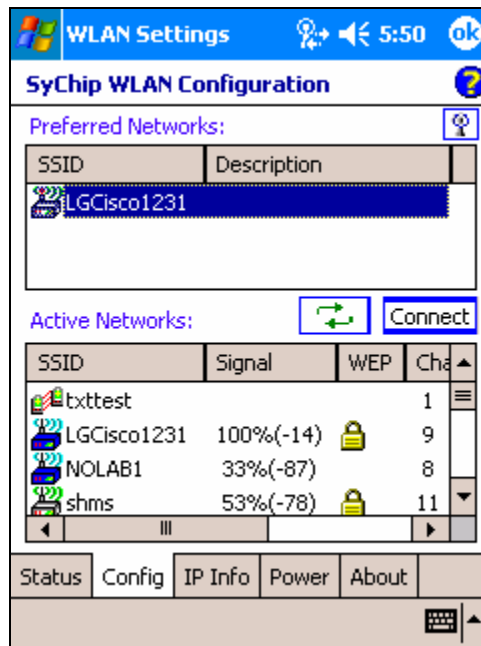 WLAN Settings 5:50 ok
SyChip WLAN Configuration ?
Preferred Networks:
SSID Description
LGCisco1231
Active Networks: Connect
SSID Signal WEP Cha
txttest 1
LGCisco1231 100%(-14) 9
NOLAB1 33%(-87) 8
shms 53%(-78) 11
Status Config IP Info Power About